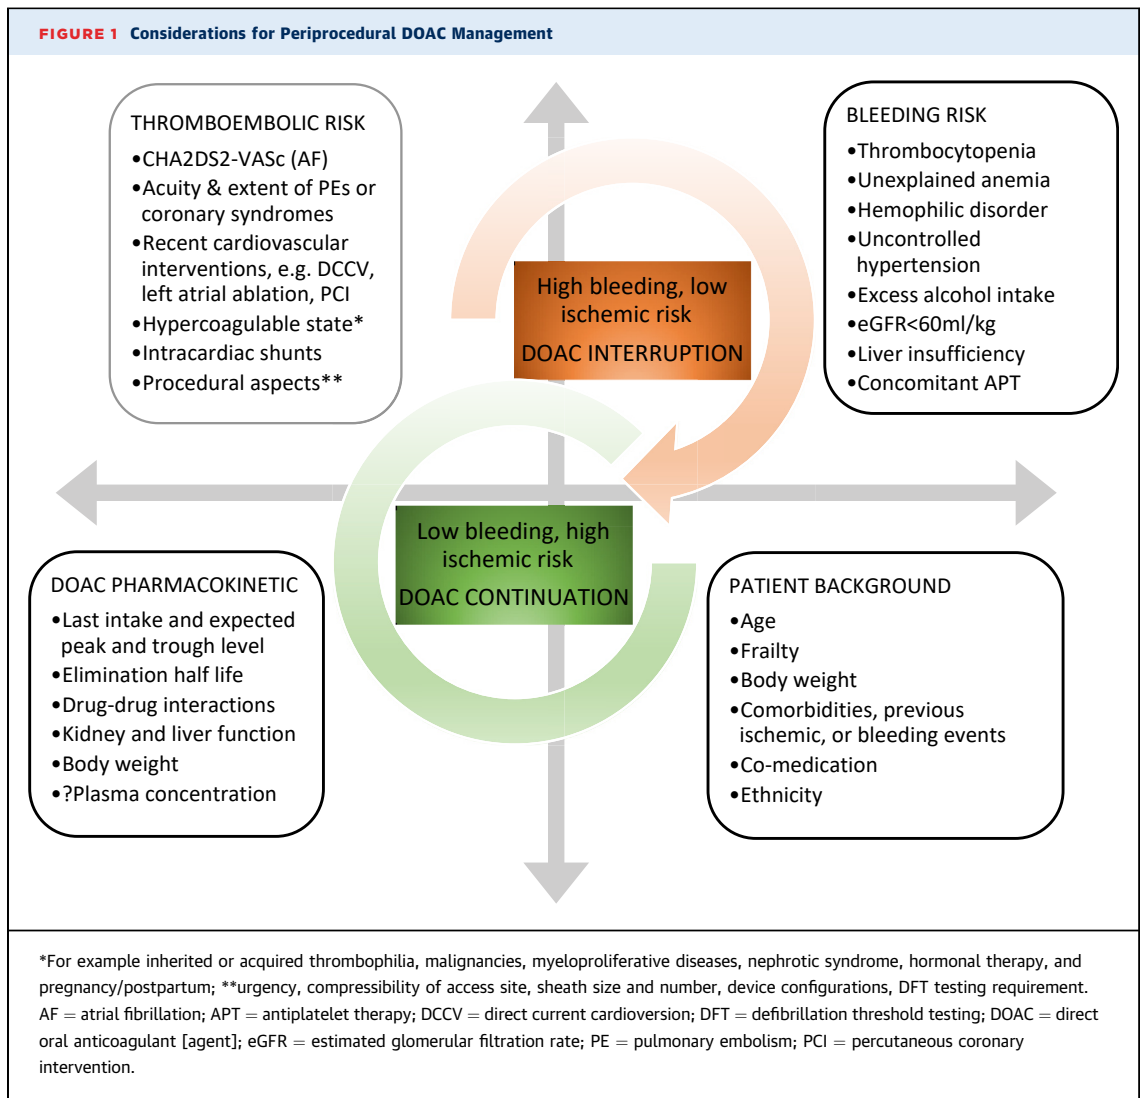 FIGURE 1 Considerations for Periprocedural DOAC Management
THROMBOEMBOLIC RISK
•CHA2DS2-VASc (AF)
•Acuity & extent of PEs or
coronary syndromes
•Recent cardiovascular
interventions, e.g. DCCV,
left atrial ablation, PCI
•Hypercoagulable state*
•Intracardiac shunts
•Procedural aspects**
BLEEDING RISK
•Thrombocytopenia
•Unexplained anemia
•Hemophilic disorder
•Uncontrolled
hypertension
•Excess alcohol intake
•eGFR<60ml/kg
•Liver insufficiency
•Concomitant APT
High bleeding, low
ischemic risk
DOAC INTERRUPTION
Low bleeding, high
ischemic risk
DOAC CONTINUATION
DOAC PHARMACOKINETIC
•Last intake and expected
peak and trough level
•Elimination half life
•Drug-drug interactions
•Kidney and liver function
•Body weight
•?Plasma concentration
PATIENT BACKGROUND
•Age
•Frailty
•Body weight
•Comorbidities, previous
ischemic, or bleeding events
•Co-medication
•Ethnicity
*For example inherited or acquired thrombophilia, malignancies, myeloproliferative diseases, nephrotic syndrome, hormonal therapy, and
pregnancy/postpartum; **urgency, compressibility of access site, sheath size and number, device configurations, DFT testing requirement.
AF = atrial fibrillation; APT = antiplatelet therapy; DCCV = direct current cardioversion; DFT = defibrillation threshold testing; DOAC = direct
oral anticoagulant [agent]; eGFR = estimated glomerular filtration rate; PE = pulmonary embolism; PCI = percutaneous coronary
intervention.